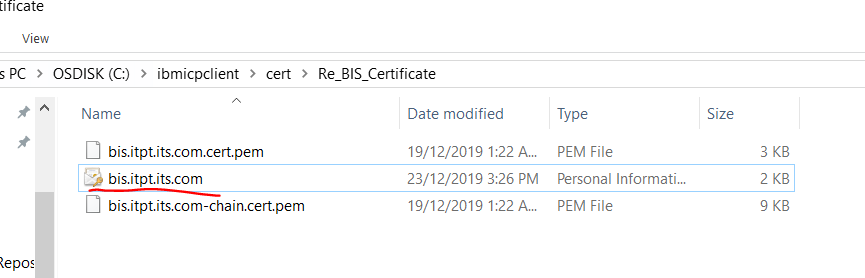 tificate
View
s PC > OSDISK (C:) > ibmicpclient > cert > Re_BIS_Certificate
Name Date modified Type Size
bis.itpt.its.com.cert.pem 19/12/2019 1:22 A... PEM File 3 KB
bis.itpt.its.com 23/12/2019 3:26 PM Personal Informati... 2 KB
bis.itpt.its.com-chain.cert.pem 19/12/2019 1:22 A... PEM File 9 KB
Repos